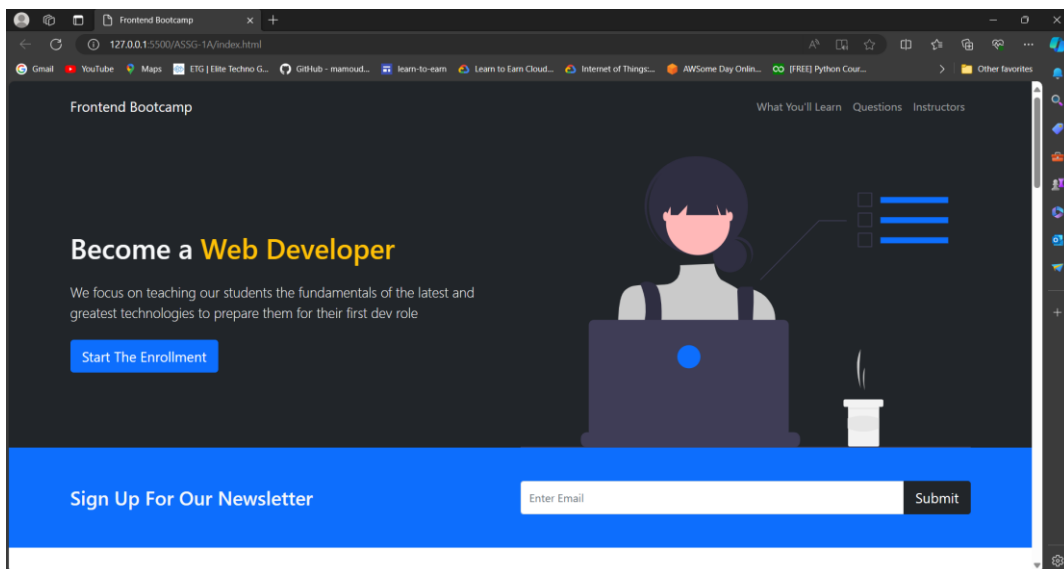 Frontend Bootcamp
127.0.0.1:5500/ASSG-1A/index.html
Gmail YouTube Maps ETG | Elite Techno G... GitHub - mamoud... learn-to-earn Learn to Earn Cloud... Internet of Things:... AWSome Day Onlin... [FREE] Python Cour... Other favorites
Frontend Bootcamp What You'll Learn Questions Instructors
Become a Web Developer
We focus on teaching our students the fundamentals of the latest and
greatest technologies to prepare them for their first dev role
Start The Enrollment
Sign Up For Our Newsletter Enter Email Submit